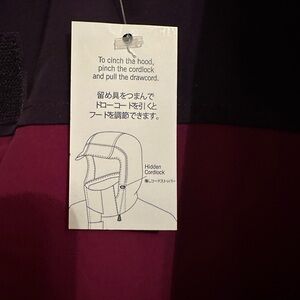 To cinch the hood,
pinch the cordlock
and pull the drawcord.
留め具をつまんで
ドローコードを引くと
フードを調節できます。
Hidden
Cordlock
隠しコードストッパー